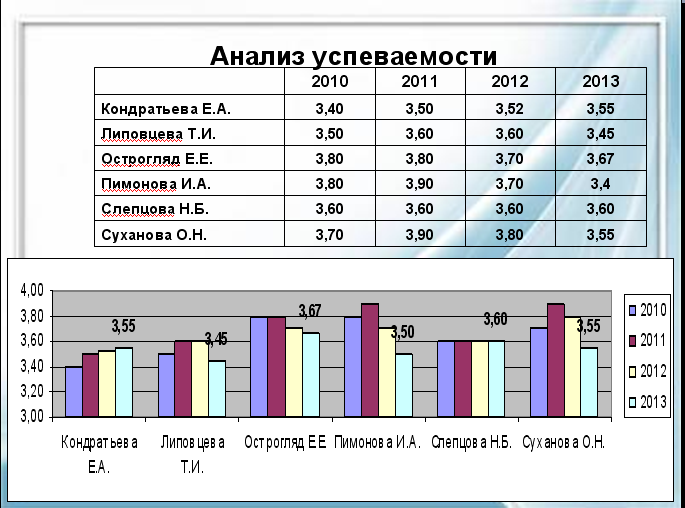 Анализ успеваемости
2010 2011 2012 2013
Кондратьева Е.А. 3,40 3,50 3,52 3,55
Липовцева Т.И. 3,50 3,60 3,60 3,45
Острогляд Е.Е. 3,80 3,80 3,70 3,67
Пимонова И.А. 3,80 3,90 3,70 3,4
Слепцова Н.Б. 3,60 3,60 3,60 3,60
Суханова О.Н. 3,70 3,90 3,80 3,55
4,00
3,80
3,60
3,40
3,20
3,00
3,55 3,45 3,67 3,50 3,60 3,55
Кондратьева Е.А.
Липовцева Т.И.
Острогляд Е.Е
Пимонова И.А.
Слепцова Н.Б.
Суханова О.Н.
2010
2011
2012
2013